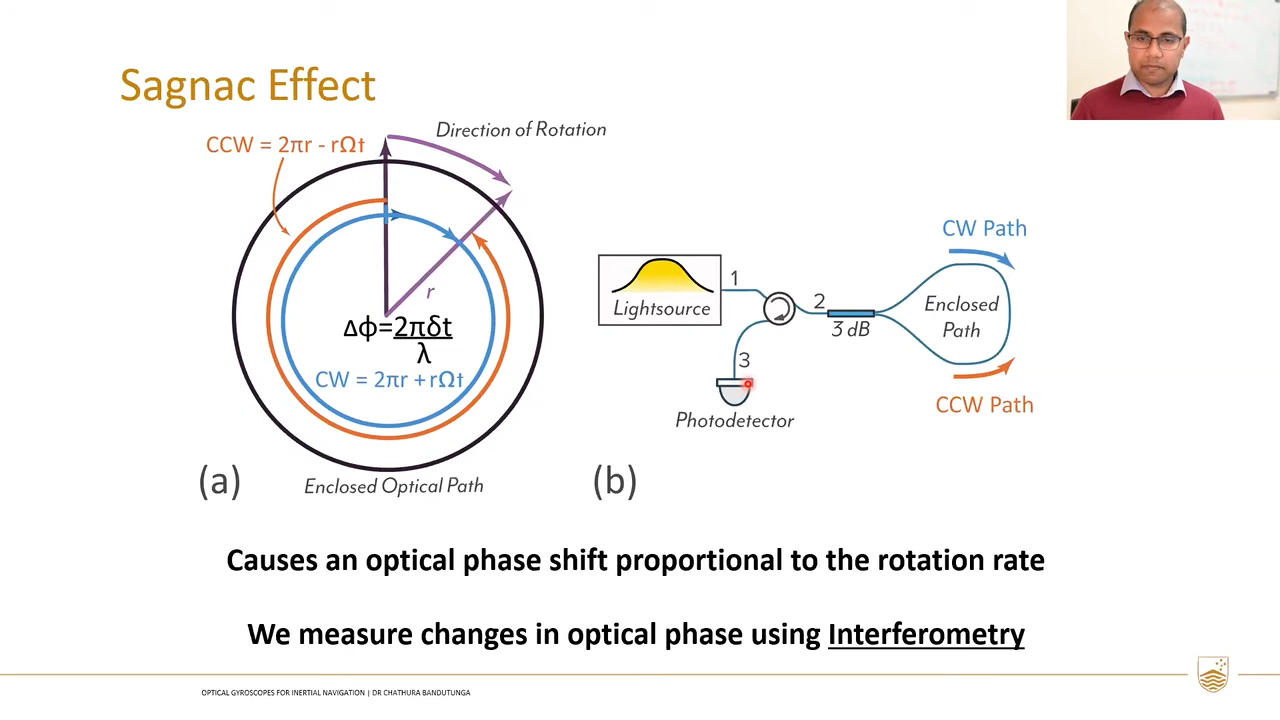 Sagnac Effect
CCW = 2πr - rΩt
Direction of Rotation
r
Δϕ=2πδt
λ
CW = 2πr + rΩt
(a)
Enclosed Optical Path
Lightsource
1
2
3 dB
3
Photodetector
CW Path
Enclosed
Path
CCW Path
(b)
Causes an optical phase shift proportional to the rotation rate
We measure changes in optical phase using Interferometry
OPTICAL GYROSCOPES FOR INERTIAL NAVIGATION | DR CHATHURA BANDUTUNGA